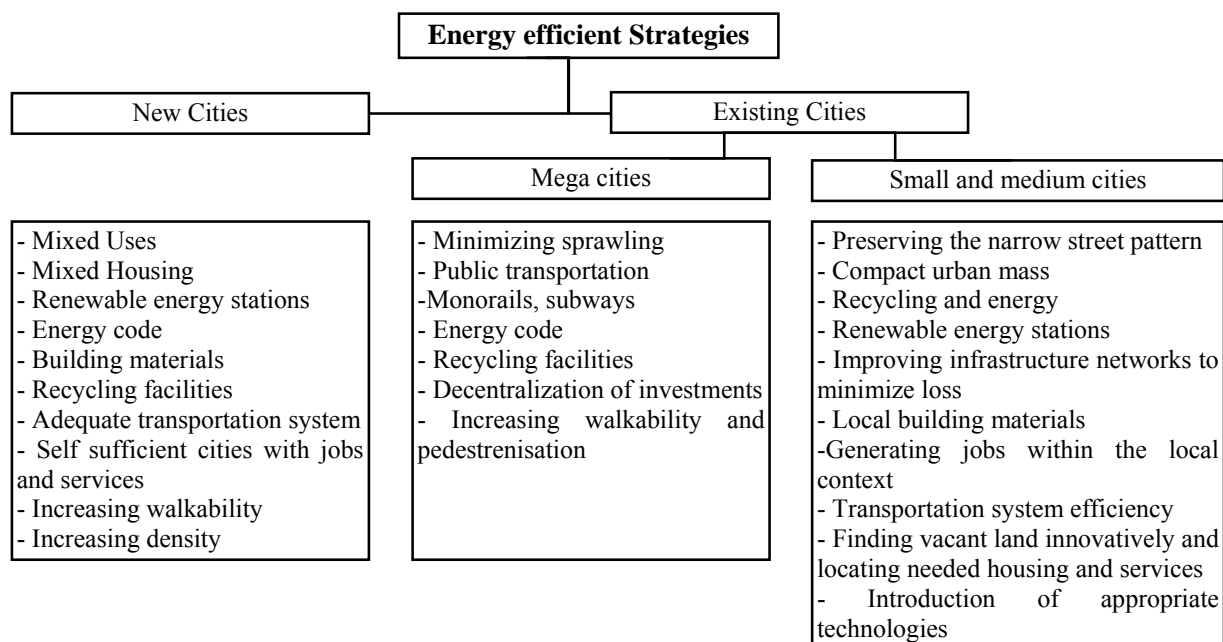 Energy efficient Strategies
New Cities
Existing Cities
Mega cities
Small and medium cities
- Mixed Uses
- Mixed Housing
- Renewable energy stations
- Energy code
- Building materials
- Recycling facilities
- Adequate transportation system
- Self sufficient cities with jobs
and services
- Increasing walkability
- Increasing density
- Minimizing sprawling
- Public transportation
-Monorails, subways
- Energy code
- Recycling facilities
- Decentralization of investments
- Increasing walkability and
pedestrenisation
- Preserving the narrow street pattern
- Compact urban mass
- Recycling and energy
- Renewable energy stations
- Improving infrastructure networks to
minimize loss
- Local building materials
-Generating jobs within the local
context
- Transportation system efficiency
- Finding vacant land innovatively and
locating needed housing and services
- Introduction of appropriate
technologies